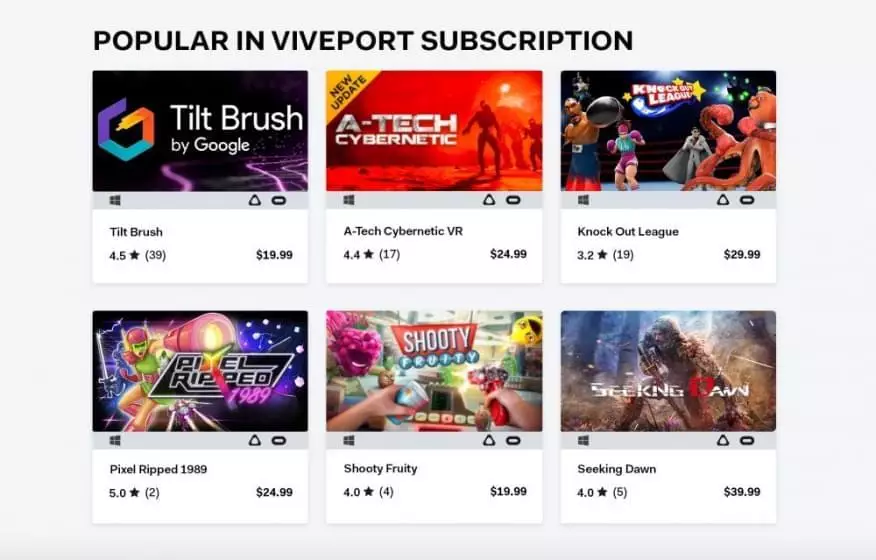 POPULAR IN VIVEPORT SUBSCRIPTION
Tilt Brush
by Google
NEW
UPDATE
A-TECH
CYBERNETIC
KNOCK OUT
LEAGUE
Tilt Brush
4.5 ★ (39) $19.99
A-Tech Cybernetic VR
4.4 ★ (17) $24.99
Knock Out League
3.2 ★ (19) $29.99
PIXEL
RIPPED
1989
SHOOTY
FRUITY
SEEKING DAWN
Pixel Ripped 1989
5.0 ★ (2) $24.99
Shooty Fruity
4.0 ★ (4) $19.99
Seeking Dawn
4.0 ★ (5) $39.99